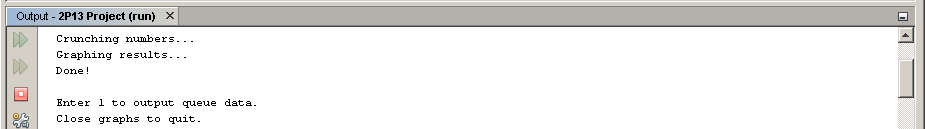 Output - 2P13 Project (run)
Crunching numbers...
Graphing results...
Done!
Enter 1 to output queue data.
Close graphs to quit.